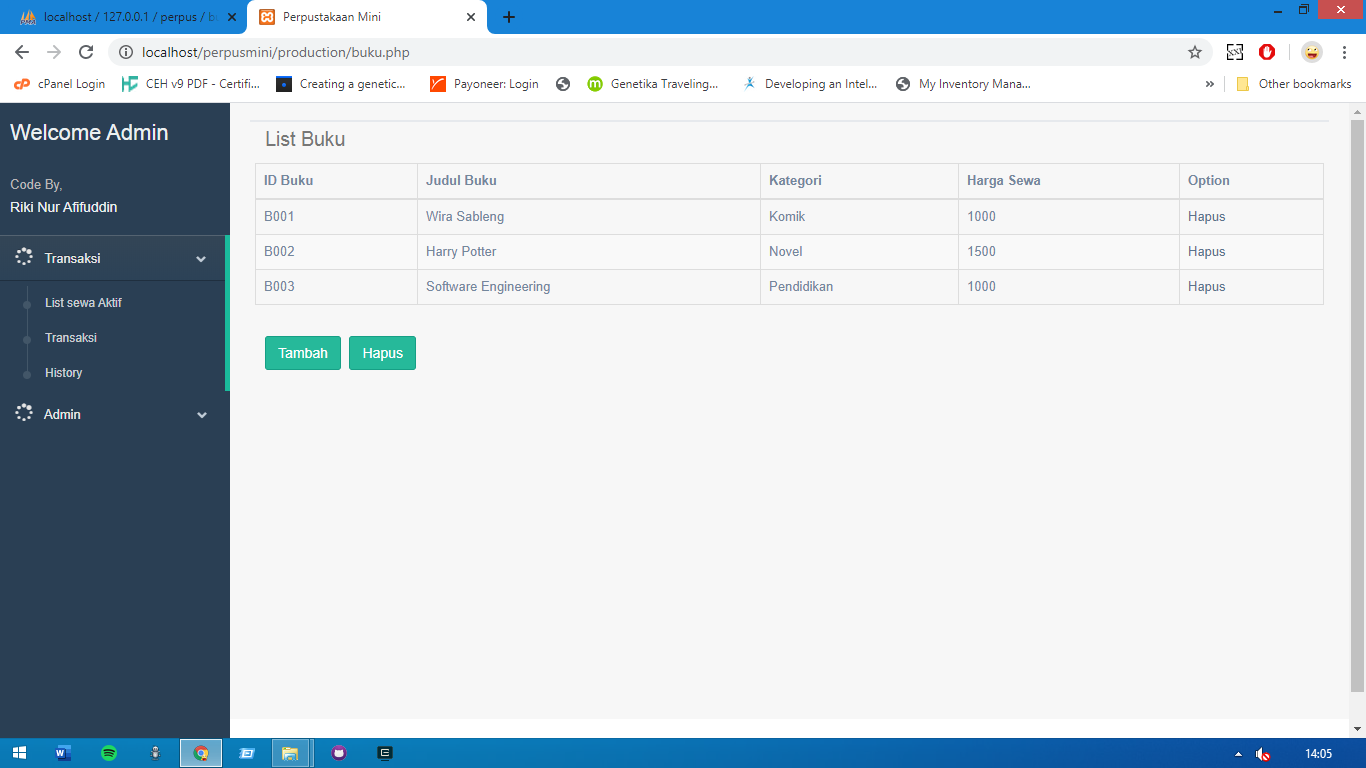 localhost / 127.0.0.1 / perpus / bu
Perpustakaan Mini
localhost/perpusmini/production/buku.php
cPanel Login
CEH v9 PDF - Certifi...
Creating a genetic...
Payoneer: Login
Genetika Traveling...
Developing an Intel...
My Inventory Mana...
Other bookmarks
Welcome Admin
Code By,
Riki Nur Afifuddin
Transaksi
List sewa Aktif
Transaksi
History
Admin
List Buku
ID Buku Judul Buku Kategori Harga Sewa Option
B001 Wira Sableng Komik 1000 Hapus
B002 Harry Potter Novel 1500 Hapus
B003 Software Engineering Pendidikan 1000 Hapus
Tambah Hapus
14:05